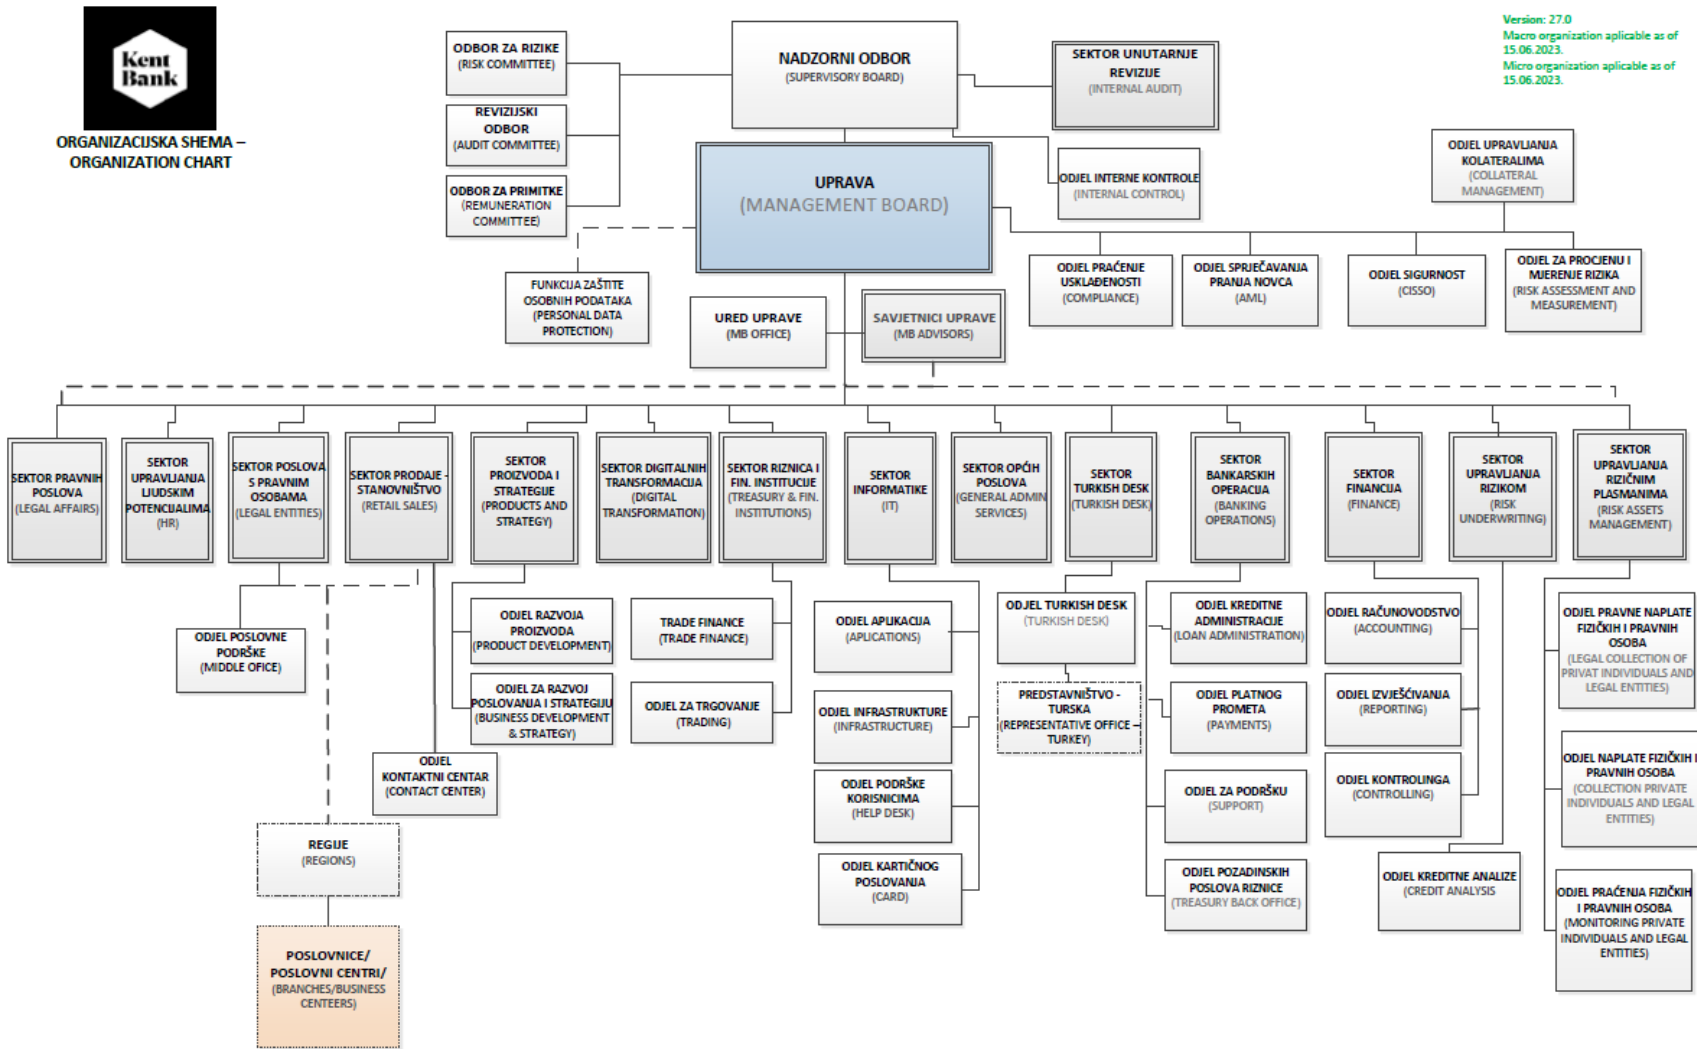 Kent
Bank
ORGANIZACIJSKA SHEMA –
ORGANIZATION CHART
Version: 27.0
Macro organization aplicable as of
15.06.2023.
Micro organization aplicable as of
15.06.2023.
ODBOR ZA RIZIKE
(RISK COMMITTEE)
REVIZIJSKI
ODBOR
(AUDIT COMMITTEE)
ODBOR ZA PRIMITKE
(REMUNERATION
COMMITTEE)
NADZORNI ODBOR
(SUPERVISORY BOARD)
SEKTOR UNUTARNJE
REVIZIJE
(INTERNAL AUDIT)
UPRAVA
(MANAGEMENT BOARD)
ODJEL INTERNE KONTROLE
(INTERNAL CONTROL)
ODJEL UPRAVLJANJA
KOLATERALIMA
(COLLATERAL
MANAGEMENT)
FUNKCIJA ZAŠTITE
OSOBNIH PODATAKA
(PERSONAL DATA
PROTECTION)
URED UPRAVE
(MB OFFICE)
SAVJETNICI UPRAVE
(MB ADVISORS)
ODJEL PRAĆENJE
USKLAĐENOSTI
(COMPLIANCE)
ODJEL SPRJEČAVANJA
PRANJA NOVCA
(AML)
ODJEL SIGURNOST
(CISSO)
ODJEL ZA PROCJENU I
MJERENJE RIZIKA
(RISK ASSESSMENT AND
MEASUREMENT)
SEKTOR PRAVNIH
POSLOVA
(LEGAL AFFAIRS)
SEKTOR
UPRAVLJANJA
LJUDSKIM
POTENCIJALIMA
(HR)
SEKTOR POSLOVA
S PRAVNIM
OSOBAMA
(LEGAL ENTITIES)
SEKTOR PRODAJE -
STANOVNIŠTVO
(RETAIL SALES)
SEKTOR
PROIZVODA I
STRATEGIJE
(PRODUCTS AND
STRATEGY)
SEKTOR DIGITALNIH
TRANSFORMACIJA
(DIGITAL
TRANSFORMATION)
SEKTOR RIZNICA I
FIN. INSTITUCIJE
(TREASURY & FIN.
INSTITUTIONS)
SEKTOR
INFORMATIKE
(IT)
SEKTOR OPĆIH
POSLOVA
(GENERAL ADMIN
SERVICES)
SEKTOR
TURKISH DESK
(TURKISH DESK)
SEKTOR
BANKARSKIH
OPERACIJA
(BANKING
OPERATIONS)
SEKTOR
FINANCIJA
(FINANCE)
SEKTOR
UPRAVLJANJA
RIZIKOM
(RISK
UNDERWRITING)
SEKTOR
UPRAVLJANJA
RIZIČNIM
PLASMANIMA
(RISK ASSETS
MANAGEMENT)
ODJEL POSLOVNE
PODRŠKE
(MIDDLE OFICE)
ODJEL
KONTAKTNI CENTAR
(CONTACT CENTER)
REGIJE
(REGIONS)
POSLOVNICE/
POSLOVNI CENTRI/
(BRANCHES/BUSINESS
CENTEERS)
ODJEL RAZVOJA
PROIZVODA
(PRODUCT DEVELOPMENT)
ODJEL ZA RAZVOJ
POSLOVANJA I STRATEGIJU
(BUSINESS DEVELOPMENT
& STRATEGY)
TRADE FINANCE
(TRADE FINANCE)
ODJEL ZA TRGOVANJE
(TRADING)
ODJEL APLIKACIJA
(APLICATIONS)
ODJEL INFRASTRUKTURE
(INFRASTRUCTURE)
ODJEL PODRŠKE
KORISNICIMA
(HELP DESK)
ODJEL KARTIČNOG
POSLOVANJA
(CARD)
ODJEL TURKISH DESK
(TURKISH DESK)
PREDSTAVNIŠTVO -
TURSKA
(REPRESENTATIVE OFFICE –
TURKEY)
ODJEL KREDITNE
ADMINISTRACIJE
(LOAN ADMINISTRATION)
ODJEL PLATNOG
PROMETA
(PAYMENTS)
ODJEL ZA PODRŠKU
(SUPPORT)
ODJEL POZADINSKIH
POSLOVA RIZNICE
(TREASURY BACK OFFICE)
ODJEL RAČUNOVODSTVO
(ACCOUNTING)
ODJEL IZVJEŠĆIVANJA
(REPORTING)
ODJEL KONTROLINGA
(CONTROLLING)
ODJEL KREDITNE ANALIZE
(CREDIT ANALYSIS
ODJEL PRAVNE NAPLATE
FIZIČKIH I PRAVNIH
OSOBA
(LEGAL COLLECTION OF
PRIVAT INDIVIDUALS AND
LEGAL ENTITIES)
ODJEL NAPLATE FIZIČKIH I
PRAVNIH OSOBA
(COLLECTION PRIVATE
INDIVIDUALS AND LEGAL
ENTITIES)
ODJEL PRAĆENJA FIZIČKIH
I PRAVNIH OSOBA
(MONITORING PRIVATE
INDIVIDUALS AND LEGAL
ENTITIES)